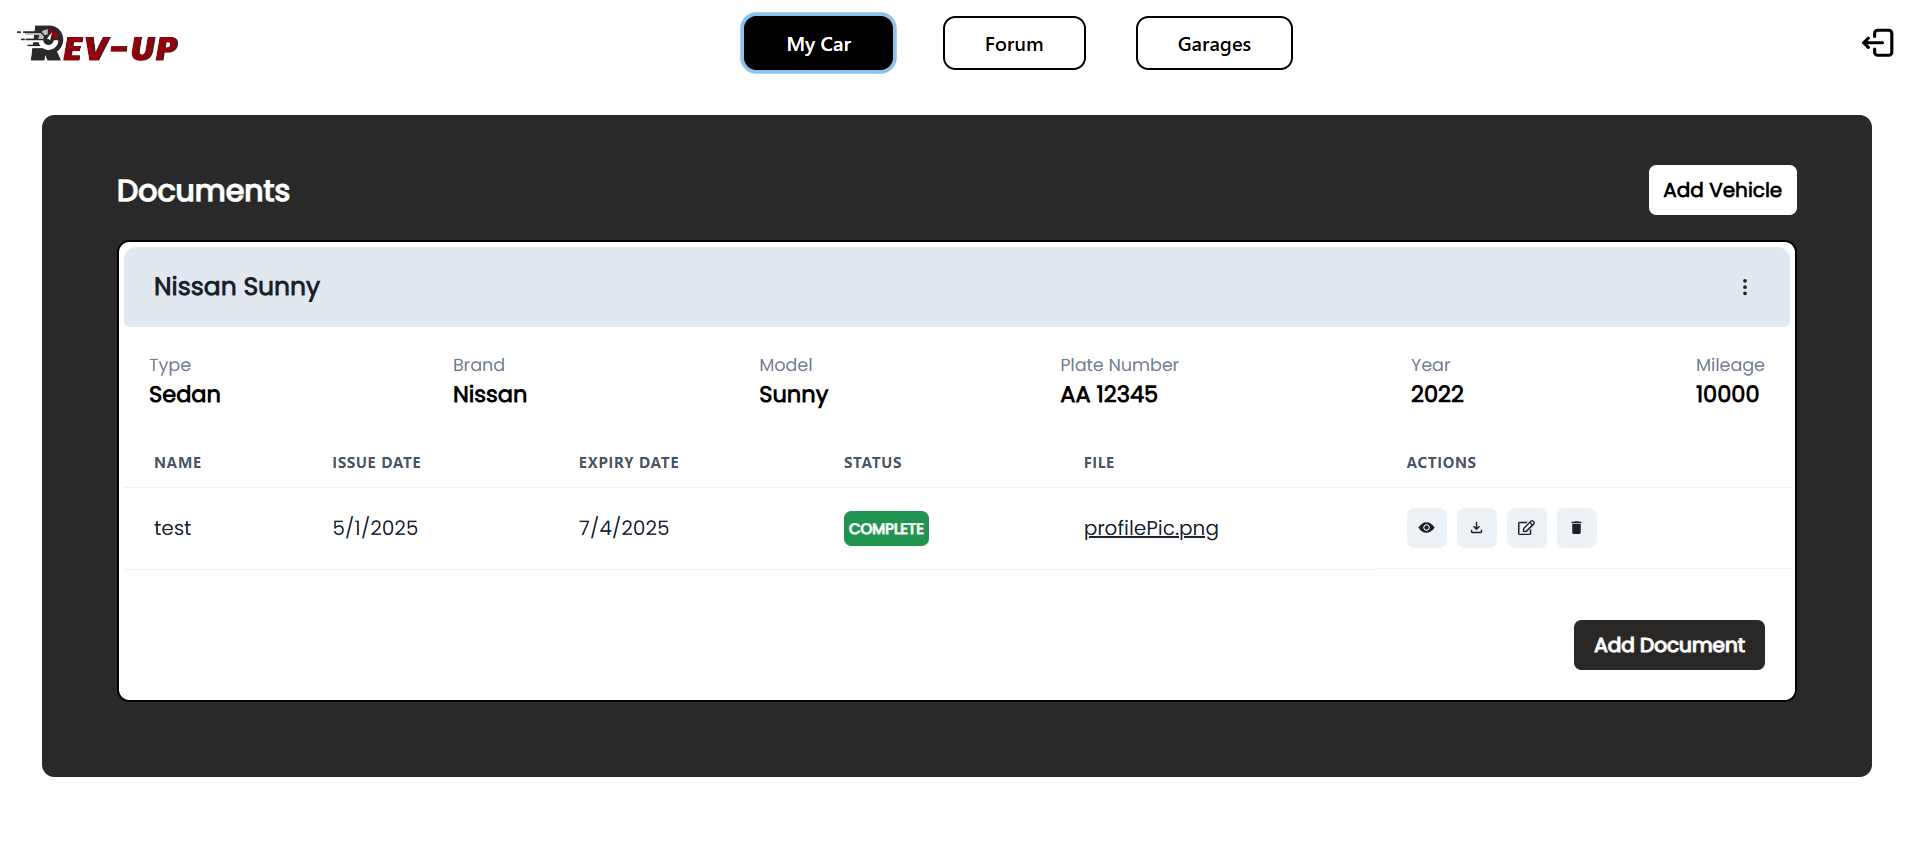 REV-UP
My Car
Forum
Garages
Documents
Add Vehicle
Nissan Sunny
Type Brand Model Plate Number Year Mileage
Sedan Nissan Sunny AA 12345 2022 10000
NAME ISSUE DATE EXPIRY DATE STATUS FILE ACTIONS
test 5/1/2025 7/4/2025 COMPLETE profilePic.png
Add Document